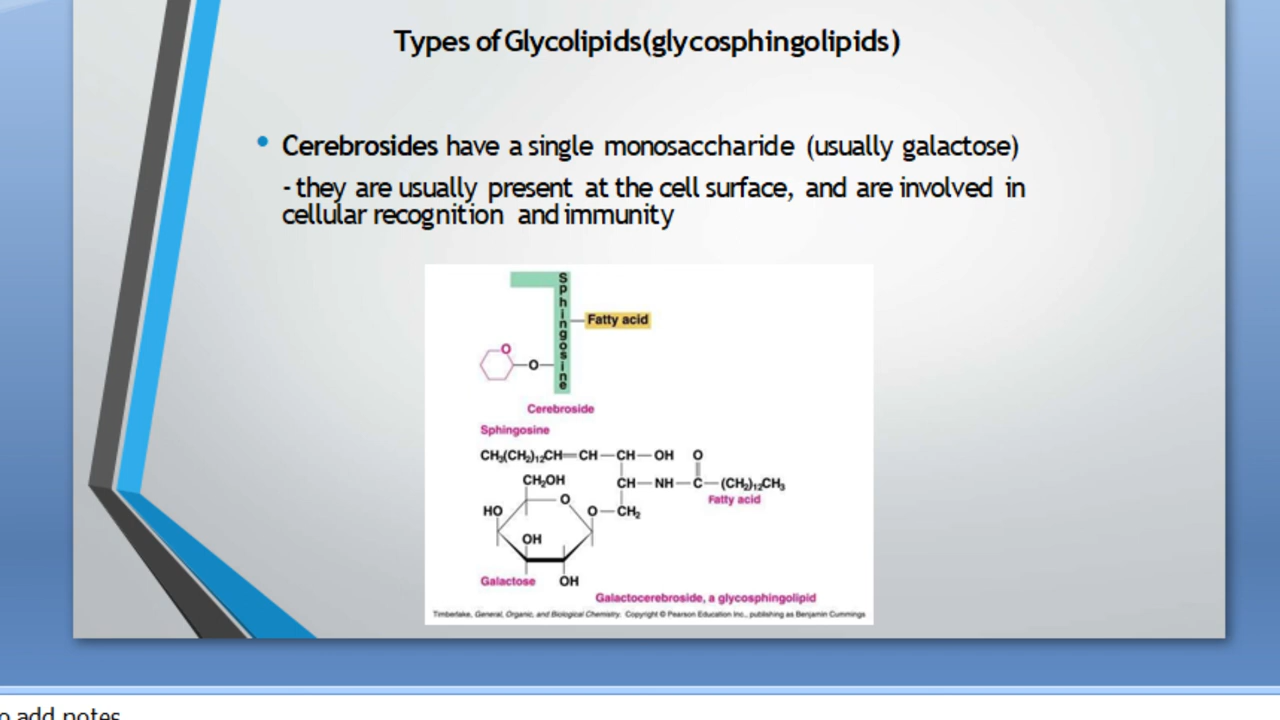 Types of Glycolipids(glycosphingolipids)
• Cerebrosides have a single monosaccharide (usually galactose)
- they are usually present at the cell surface, and are involved in
cellular recognition and immunity
Sphingosine
Fatty acid
O
O
Cerebroside
Sphingosine
CH₃(CH₂)₁₂CH=CH—CH—OH O
CH₂OH CH—NH—C—(CH₂)₁₂CH₃
Fatty acid
O
HO O—CH₂
OH
Galactose OH
Galactocerebroside, a glycosphingolipid
Timberlake, General, Organic, and Biological Chemistry. Copyright © Pearson Education Inc., publishing as Benjamin Cummings
o add notes